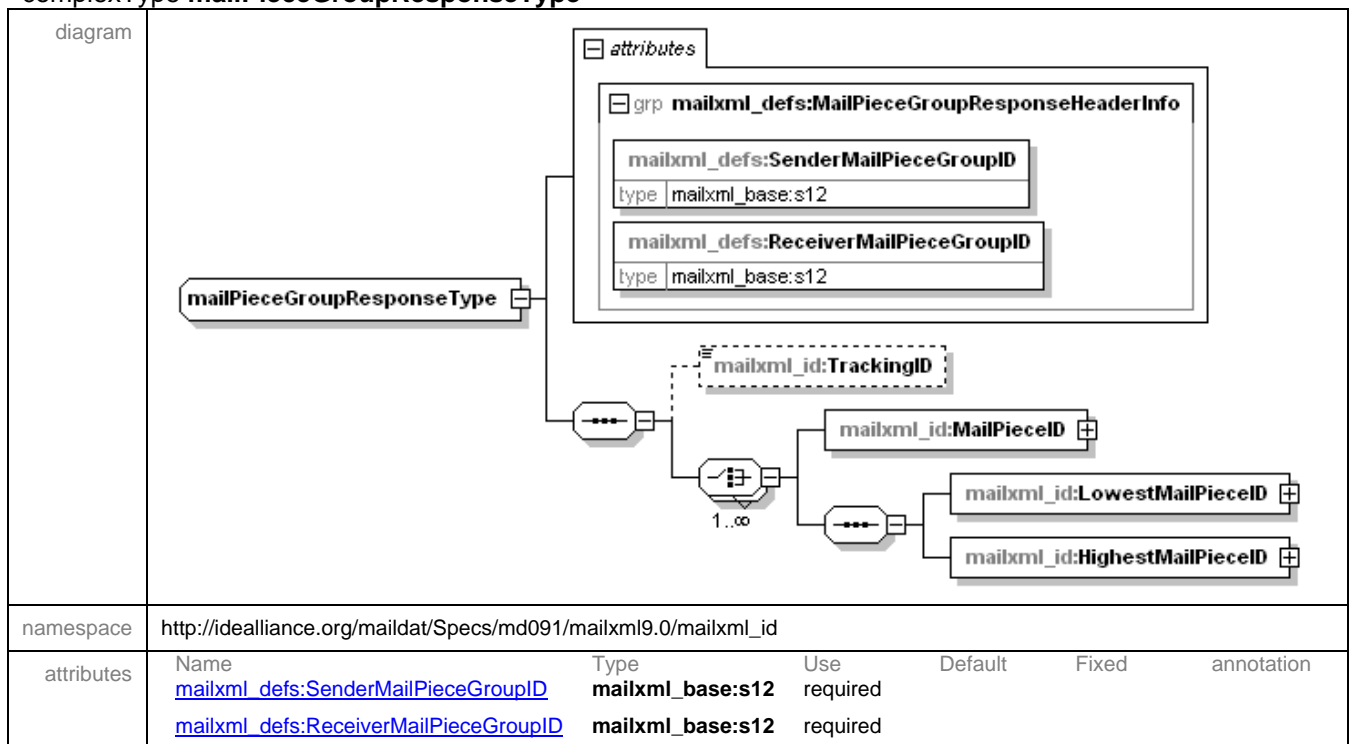 complexType mailPieceGroupResponseType
diagram
attributes
grp mailxml_defs:MailPieceGroupResponseHeaderInfo
mailxml_defs:SenderMailPieceGroupID
type mailxml_base:s12
mailxml_defs:ReceiverMailPieceGroupID
type mailxml_base:s12
mailPieceGroupResponseType
mailxml_id:TrackingID
mailxml_id:MailPieceID
1..∞
mailxml_id:LowestMailPieceID
mailxml_id:HighestMailPieceID
namespace http://idealliance.org/maildat/Specs/md091/mailxml9.0/mailxml_id
attributes Name Type Use Default Fixed annotation
mailxml_defs:SenderMailPieceGroupID mailxml_base:s12 required
mailxml_defs:ReceiverMailPieceGroupID mailxml_base:s12 required